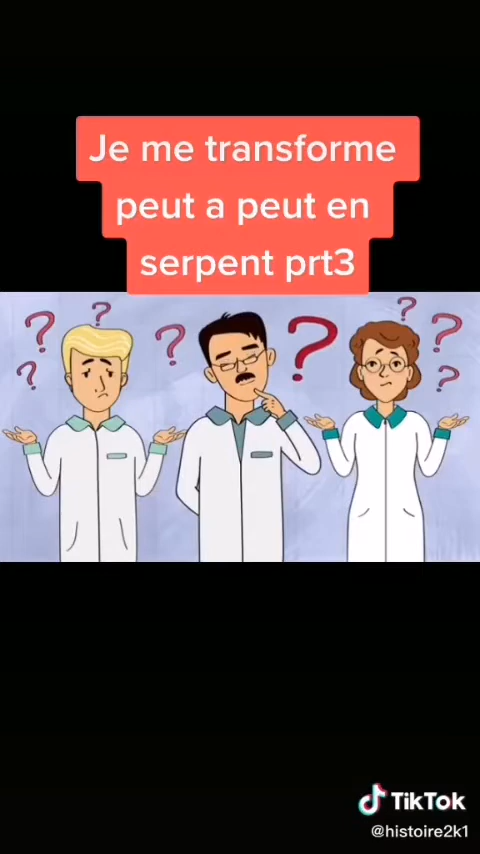 Je me transforme
peut a peut en
serpent prt3
? ? ? ? ? ? ? ?
TikTok
@histoire2k1